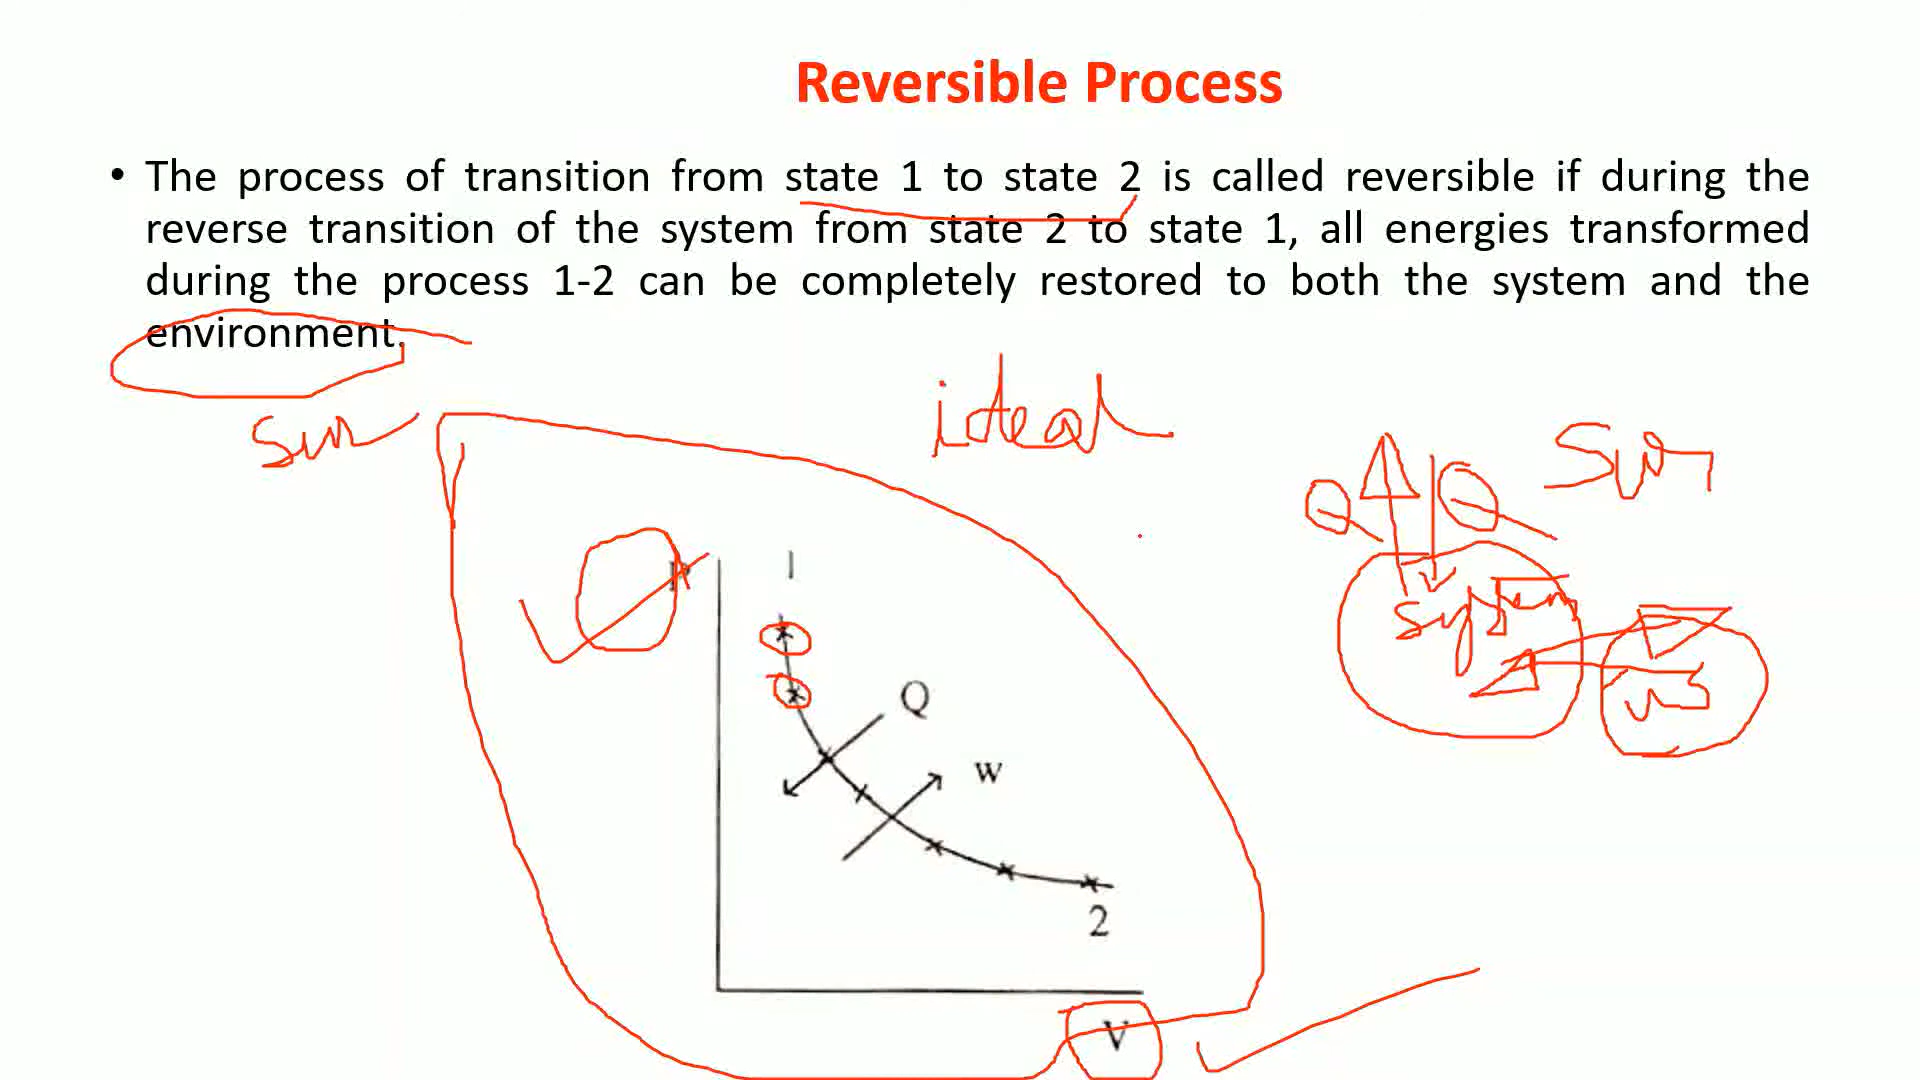 Reversible Process
• The process of transition from state 1 to state 2 is called reversible if during the
reverse transition of the system from state 2 to state 1, all energies transformed
during the process 1-2 can be completely restored to both the system and the
environment.
ideal
P
1
Q
w
2
V
Q
Q
system